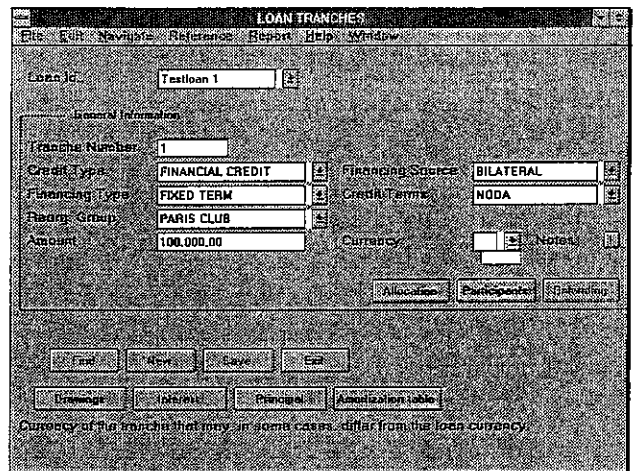 LOAN TRANCHES
File Edit Navigate Reference Report Help Window
Loan Id Testloan 1
General Information
Tranche Number 1
Credit Type FINANCIAL CREDIT Financing Source BILATERAL
Financing Type FIXED TERM Credit Terms NODA
Reorg. Group PARIS CLUB
Amount 100.000,00 Currency Notes
Allocation Participants
Find New Save Exit
Drawings Interest Principal Amortization table
Currency of the tranche that may, in some cases, differ from the loan currency.